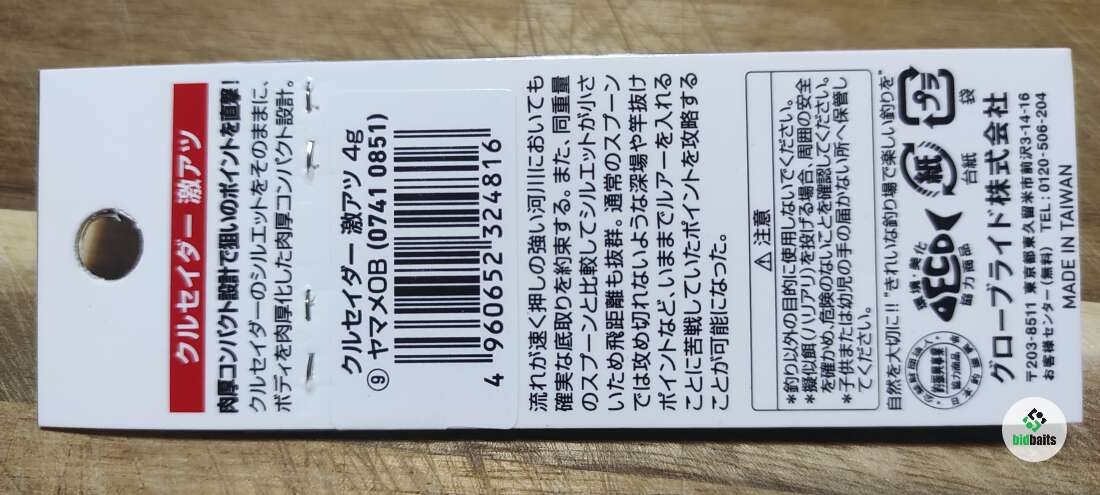 クルセイダー 激アツ
肉厚コンパクト設計で狙いのポイントを直撃！
クルセイダーのシルエットをそのままに、
ボディを肉厚化した肉厚コンパクト設計。
クルセイダー 激アツ 4g
⑨ ヤマメOB (0741 0851)
4 960652 324816
流れが速く押しの強い河川においても
確実な底取りを約束する。また、同重量
のスプーンと比較してシルエットが小さ
いため飛距離も抜群。通常のスプーン
では攻め切れないような深場や竿抜け
ポイントなど、いままでルアーを入れる
ことに苦戦していたポイントを攻略する
ことが可能になった。
⚠ 注意
*釣り以外の目的に使用しないでください。
*擬似餌（ハリアリ）を投げる場合、周囲の安全
を確かめ、危険のないことを確認してください。
*子供または幼児の手の届かない所へ保管し
てください。
自然を大切に!! "きれいな釣り場で楽しい釣りを"
環境・美化
ECO
協力商品
紙
台紙
プラ
袋
グローブライド株式会社
〒203-8511 東京都東久留米市前沢3-14-16
お客様センター（無料）TEL：0120-506-204
MADE IN TAIWAN
bidbaits